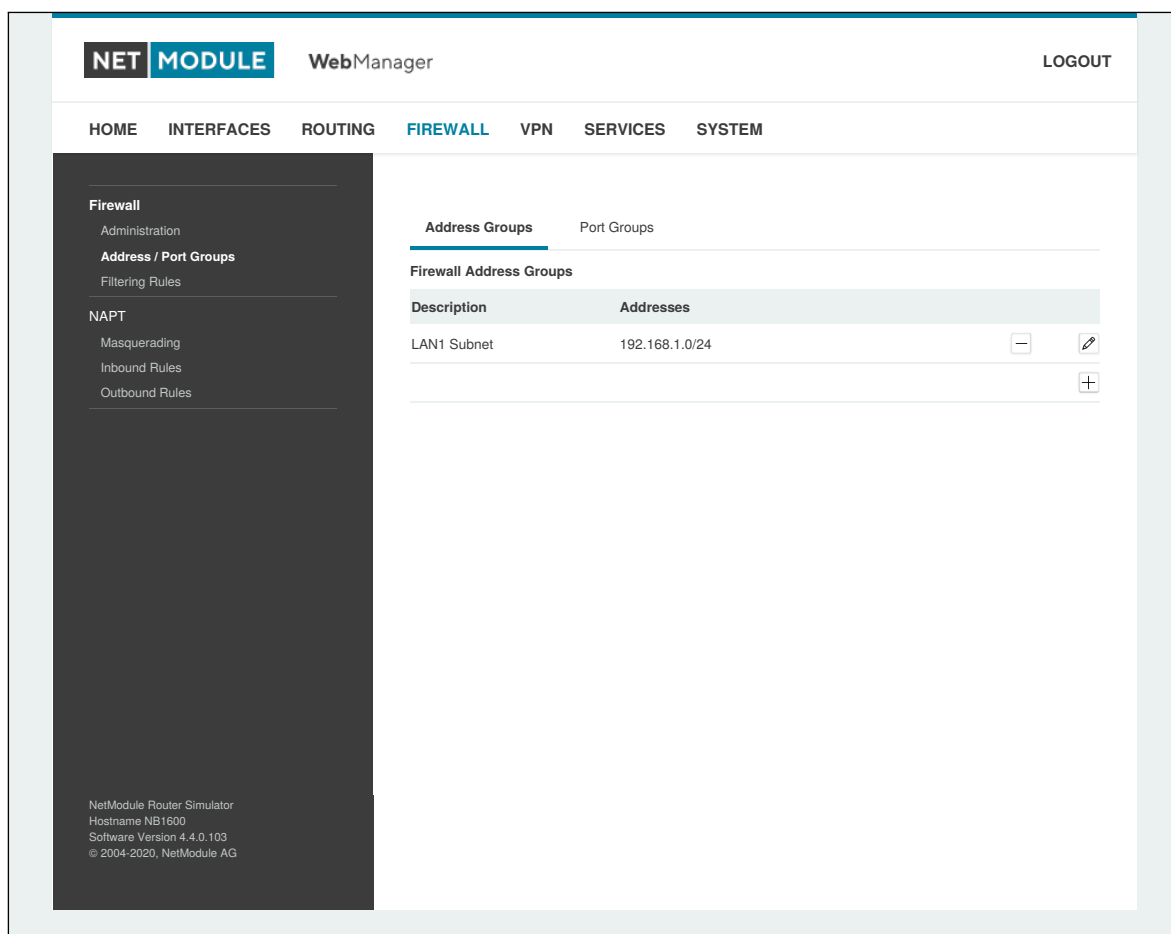 NET MODULE WebManager LOGOUT
HOME INTERFACES ROUTING FIREWALL VPN SERVICES SYSTEM
Firewall
Administration
Address / Port Groups
Filtering Rules
NAPT
Masquerading
Inbound Rules
Outbound Rules
Address Groups Port Groups
Firewall Address Groups
Description Addresses
LAN1 Subnet 192.168.1.0/24
NetModule Router Simulator
Hostname NB1600
Software Version 4.4.0.103
© 2004-2020, NetModule AG